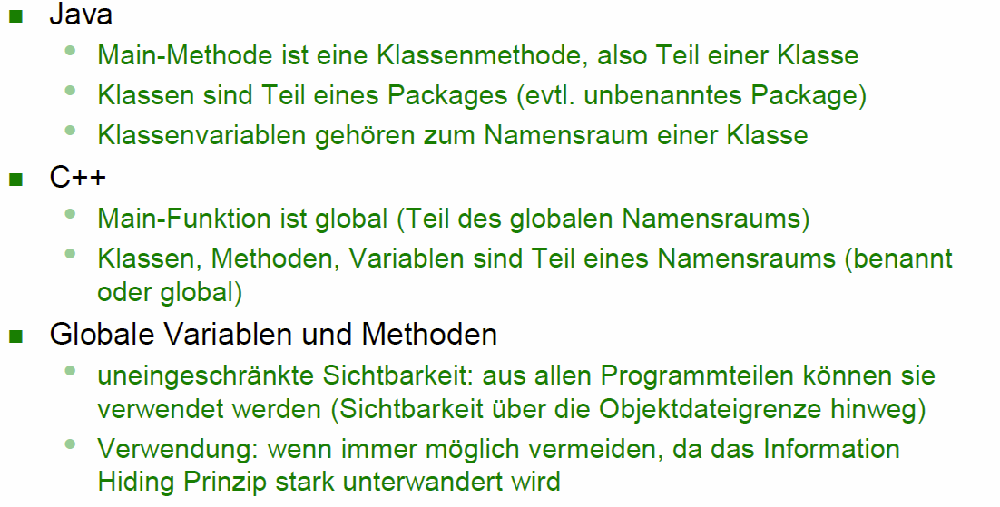 Java
Main-Methode ist eine Klassenmethode, also Teil einer Klasse
Klassen sind Teil eines Packages (evtl. unbenanntes Package)
Klassenvariablen gehören zum Namensraum einer Klasse
C++
Main-Funktion ist global (Teil des globalen Namensraums)
Klassen, Methoden, Variablen sind Teil eines Namensraums (benannt
oder global)
Globale Variablen und Methoden
uneingeschränkte Sichtbarkeit: aus allen Programmteilen können sie
verwendet werden (Sichtbarkeit über die Objektdateigrenze hinweg)
Verwendung: wenn immer möglich vermeiden, da das Information
Hiding Prinzip stark unterwandert wird